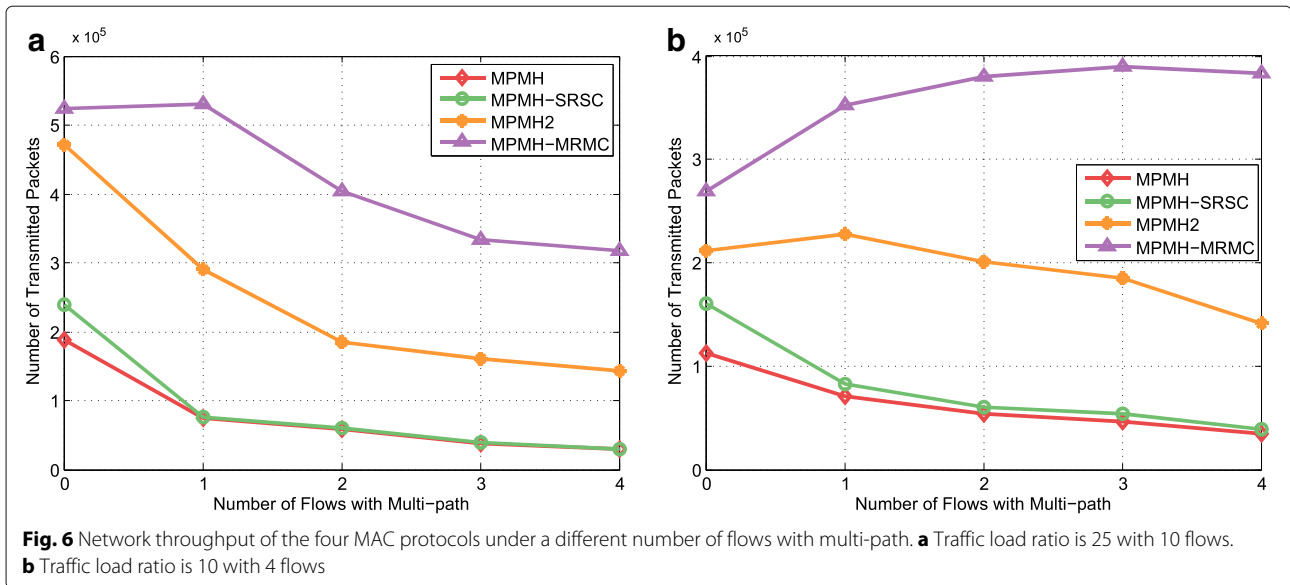 a
x 10⁵
6
5
4
3
2
1
0
0 1 2 3 4
Number of Transmitted Packets
Number of Flows with Multi-path
MPMH
MPMH-SRSC
MPMH2
MPMH-MRMC
b
x 10⁵
4
3
2
1
0
0 1 2 3 4
Number of Transmitted Packets
Number of Flows with Multi-path
MPMH
MPMH-SRSC
MPMH2
MPMH-MRMC
Fig. 6 Network throughput of the four MAC protocols under a different number of flows with multi-path. a Traffic load ratio is 25 with 10 flows.
b Traffic load ratio is 10 with 4 flows